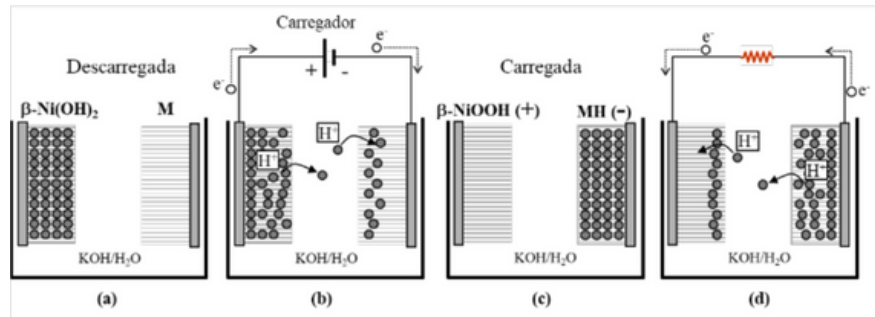 Carregador
e⁻
e⁻
+ -
Descarregada
β-Ni(OH)₂ M
H⁺
H⁺
KOH/H₂O
KOH/H₂O
(a)
(b)
Carregada
β-NiOOH (+) MH (−)
e⁻
e⁻
H⁺
H⁺
KOH/H₂O
KOH/H₂O
(c)
(d)